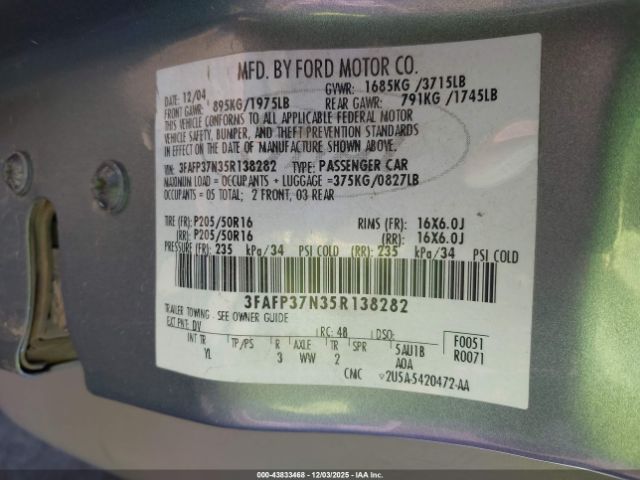 MFD. BY FORD MOTOR CO.
DATE: 12/04 GVWR: 1685KG /3715LB
FRONT GAWR: 895KG/1975LB REAR GAWR: 791KG /1745LB
THIS VEHICLE CONFORMS TO ALL APPLICABLE FEDERAL MOTOR
VEHICLE SAFETY, BUMPER, AND THEFT PREVENTION STANDARDS
IN EFFECT ON THE DATE OF MANUFACTURE SHOWN ABOVE.
VIN: 3FAFP37N35R138282 TYPE: PASSENGER CAR
MAXIMUM LOAD = OCCUPANTS + LUGGAGE =375KG/0827LB
OCCUPANTS: 05 TOTAL; 2 FRONT, 03 REAR
TIRE (FR): P205/50R16 RIMS (FR): 16X6.0J
(RR): P205/50R16 (RR): 16X6.0J
PRESSURE (FR): 235 kPa/34 PSI COLD (RR): 235 kPa/34 PSI COLD
3FAFP37N35R138282
TRAILER TOWING - SEE OWNER GUIDE
EXT PNT: DV RC: 48 DSO: F0051
INT TR TP/PS R AXLE TR SPR 5AU1B R0071
YL 3 WW 2 AOA
CMC ▽2U5A-5420472-AA
000-43833468 - 12/03/2025 - IAA, Inc.